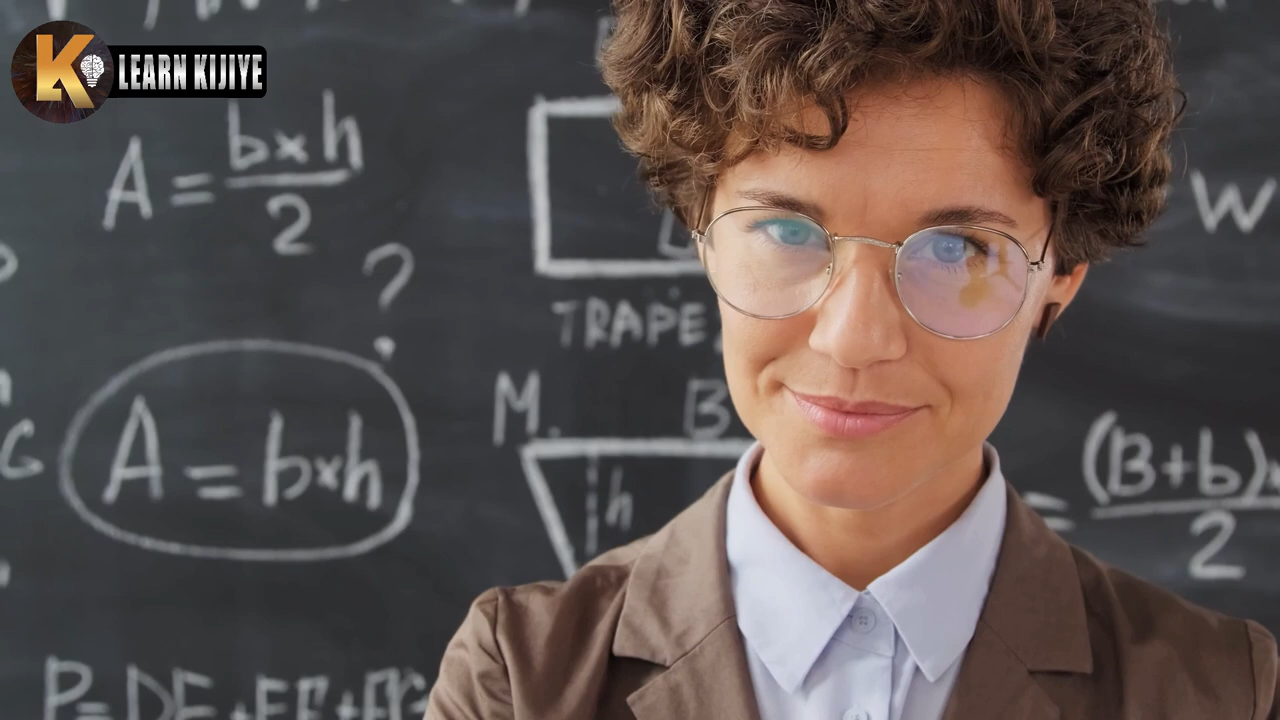 LEARN KIJIYE
A = b×h
2
?
A = b×h
TRAPE
M. B
h
(B+b)
2
W
G
P=